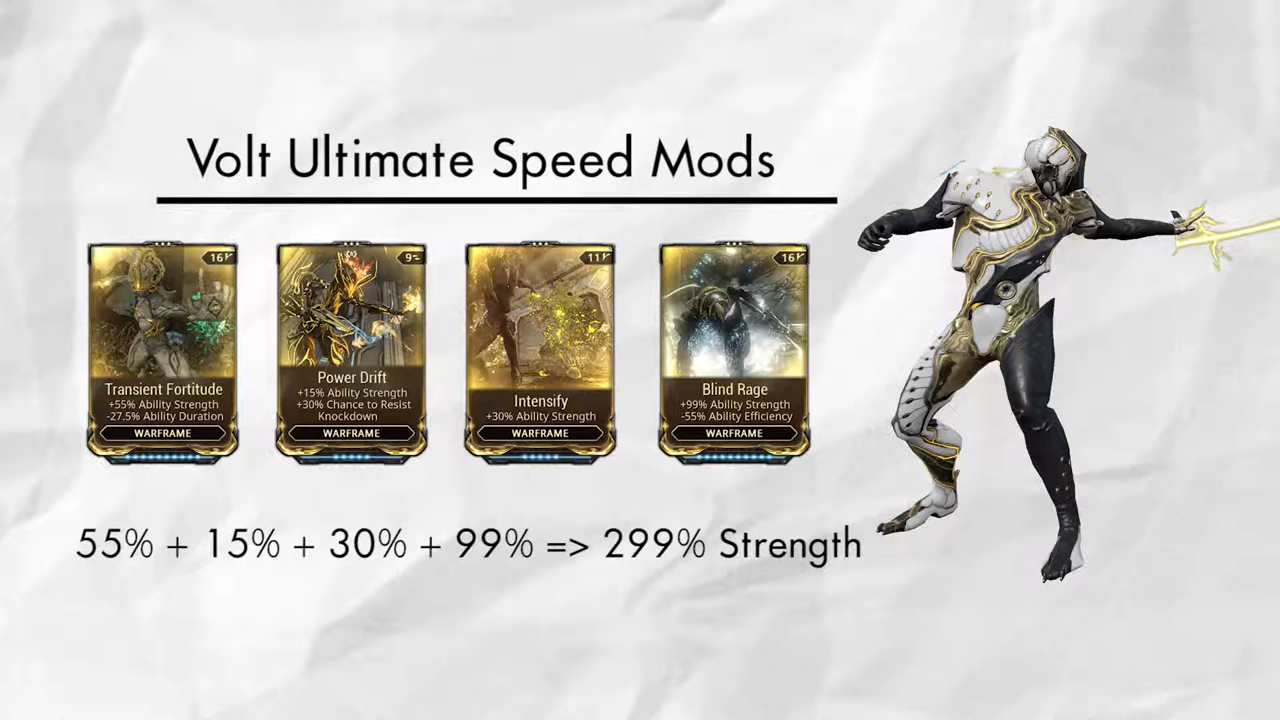 Volt Ultimate Speed Mods
16
Transient Fortitude
+55% Ability Strength
-27.5% Ability Duration
WARFRAME
9
Power Drift
+15% Ability Strength
+30% Chance to Resist
Knockdown
WARFRAME
11
Intensify
+30% Ability Strength
WARFRAME
16
Blind Rage
+99% Ability Strength
-55% Ability Efficiency
WARFRAME
55% + 15% + 30% + 99% => 299% Strength